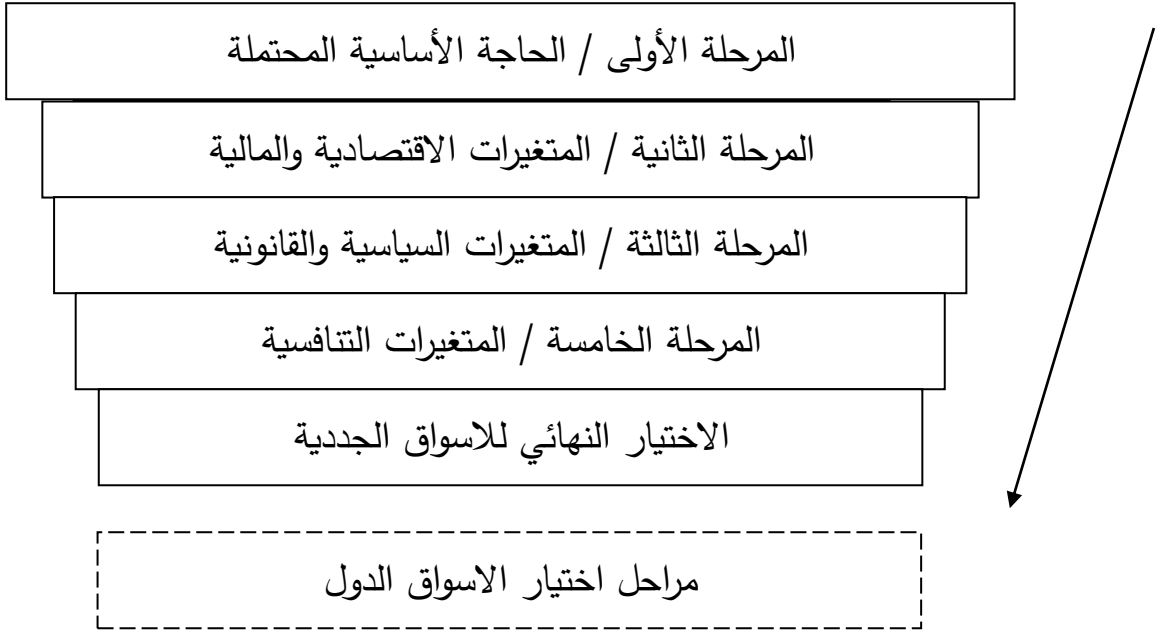 المرحلة الأولى / الحاجة الأساسية المحتملة
المرحلة الثانية / المتغيرات الاقتصادية والمالية
المرحلة الثالثة / المتغيرات السياسية والقانونية
المرحلة الخامسة / المتغيرات التنافسية
الاختيار النهائي للاسواق الجددية
مراحل اختيار الاسواق الدول